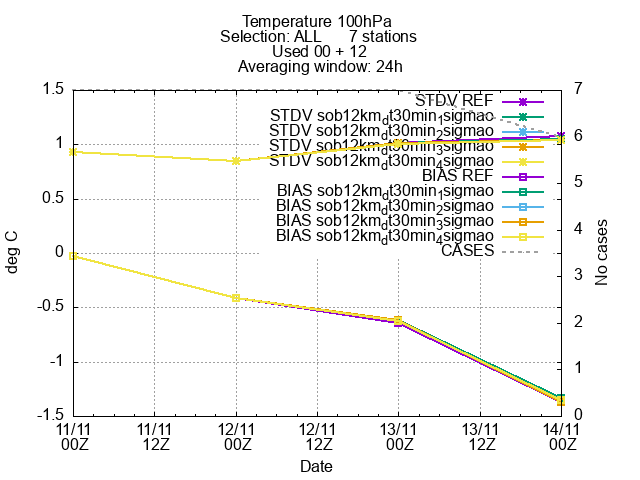 Temperature 100hPa
Selection: ALL 7 stations
Used 00 + 12
Averaging window: 24h
1.5
1
0.5
0
-0.5
-1
-1.5
deg C
7
6
5
4
3
2
1
0
No cases
STDV REF
STDV sob12km_dt30min_1sigmao
STDV sob12km_dt30min_2sigmao
STDV sob12km_dt30min_3sigmao
STDV sob12km_dt30min_4sigmao
BIAS REF
BIAS sob12km_dt30min_1sigmao
BIAS sob12km_dt30min_2sigmao
BIAS sob12km_dt30min_3sigmao
BIAS sob12km_dt30min_4sigmao
CASES
11/11 11/11 12/11 12/11 13/11 13/11 14/11
00Z 12Z 00Z 12Z 00Z 12Z 00Z
Date